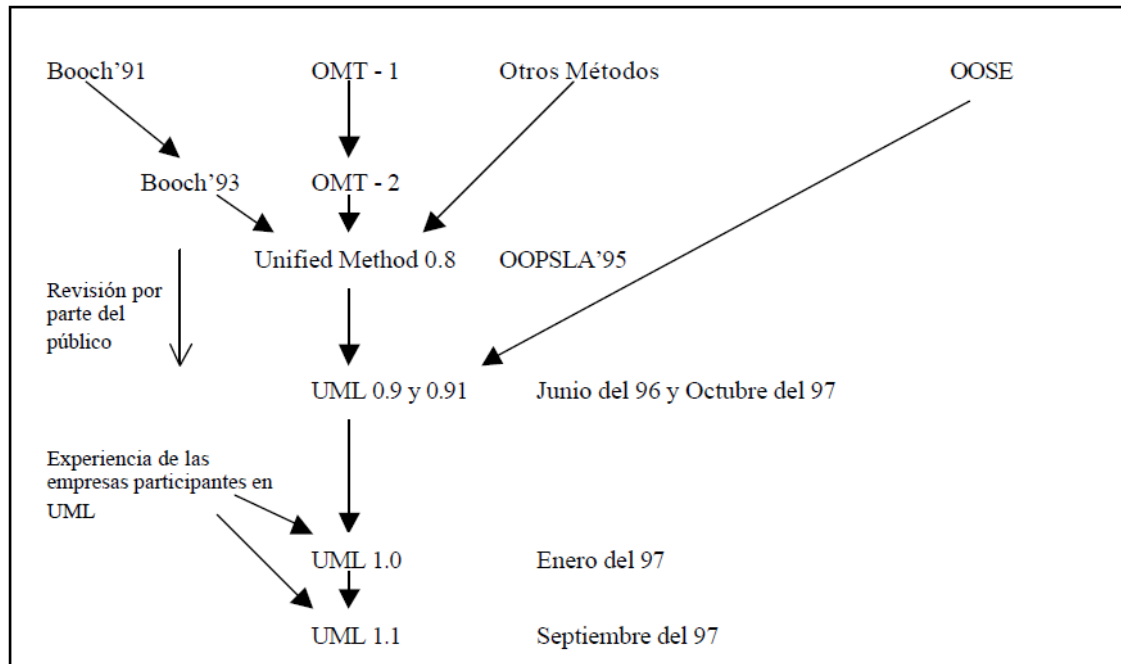 Booch’91
OMT - 1
Otros Métodos
OOSE
Booch’93
OMT - 2
Unified Method 0.8
OOPSLA’95
Revisión por
parte del
público
UML 0.9 y 0.91
Junio del 96 y Octubre del 97
Experiencia de las
empresas participantes en
UML
UML 1.0
Enero del 97
UML 1.1
Septiembre del 97